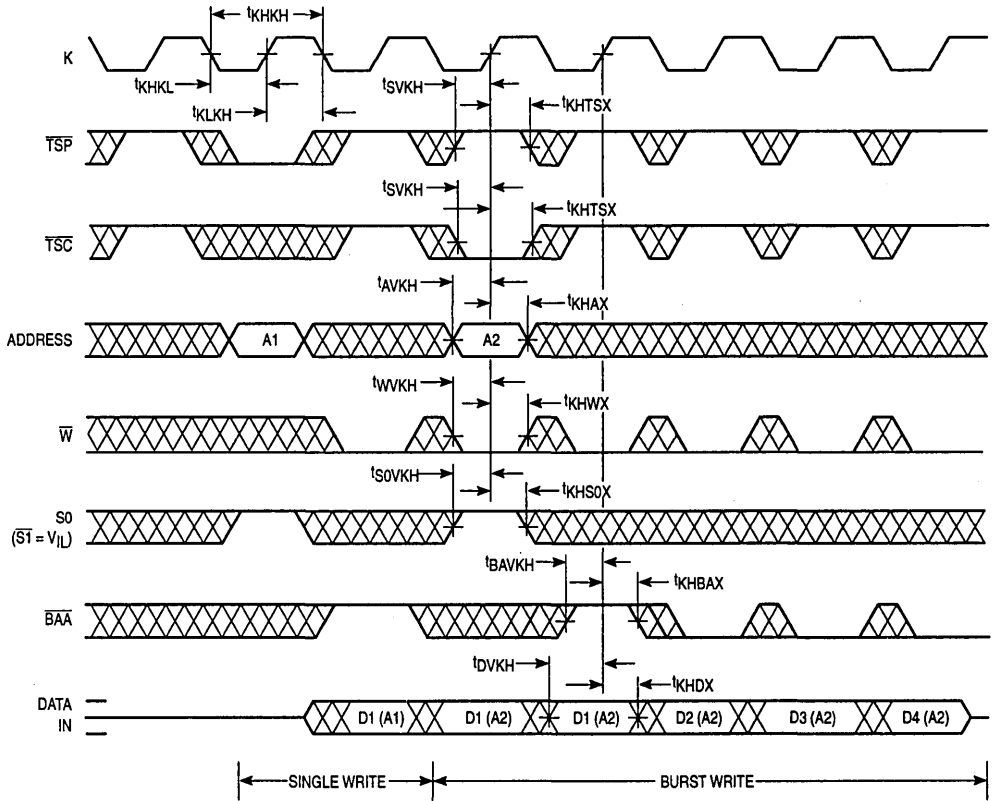 tKHKH
K
tKHKL
tKLKH
tSVKH
tKHTSX
TSP
tSVKH
tKHTSX
TSC
tAVKH
tKHAX
ADDRESS
A1
A2
tWVKH
tKHWX
W
tS0VKH
tKHS0X
S0
(S1 = VIL)
tBAVKH
tKHBAX
BAA
tDVKH
tKHDX
DATA
IN
D1 (A1) D1 (A2) D1 (A2) D2 (A2) D3 (A2) D4 (A2)
SINGLE WRITE
BURST WRITE